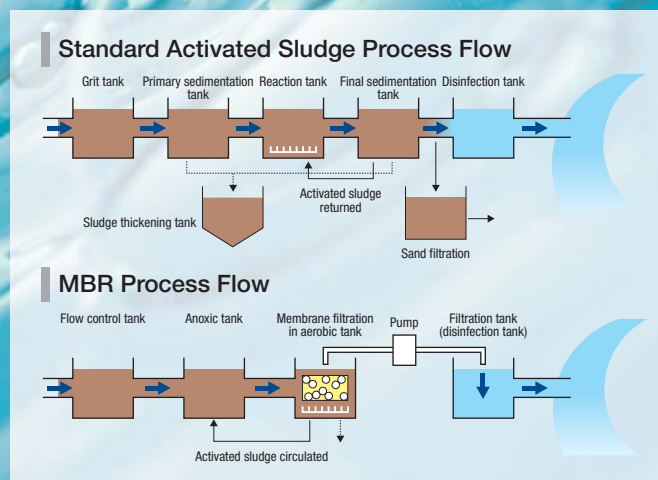 Standard Activated Sludge Process Flow
Grit tank
Primary sedimentation
tank
Reaction tank
Final sedimentation
tank
Disinfection tank
Activated sludge
returned
Sludge thickening tank
Sand filtration
MBR Process Flow
Flow control tank
Anoxic tank
Membrane filtration
in aerobic tank
Pump
Filtration tank
(disinfection tank)
Activated sludge circulated